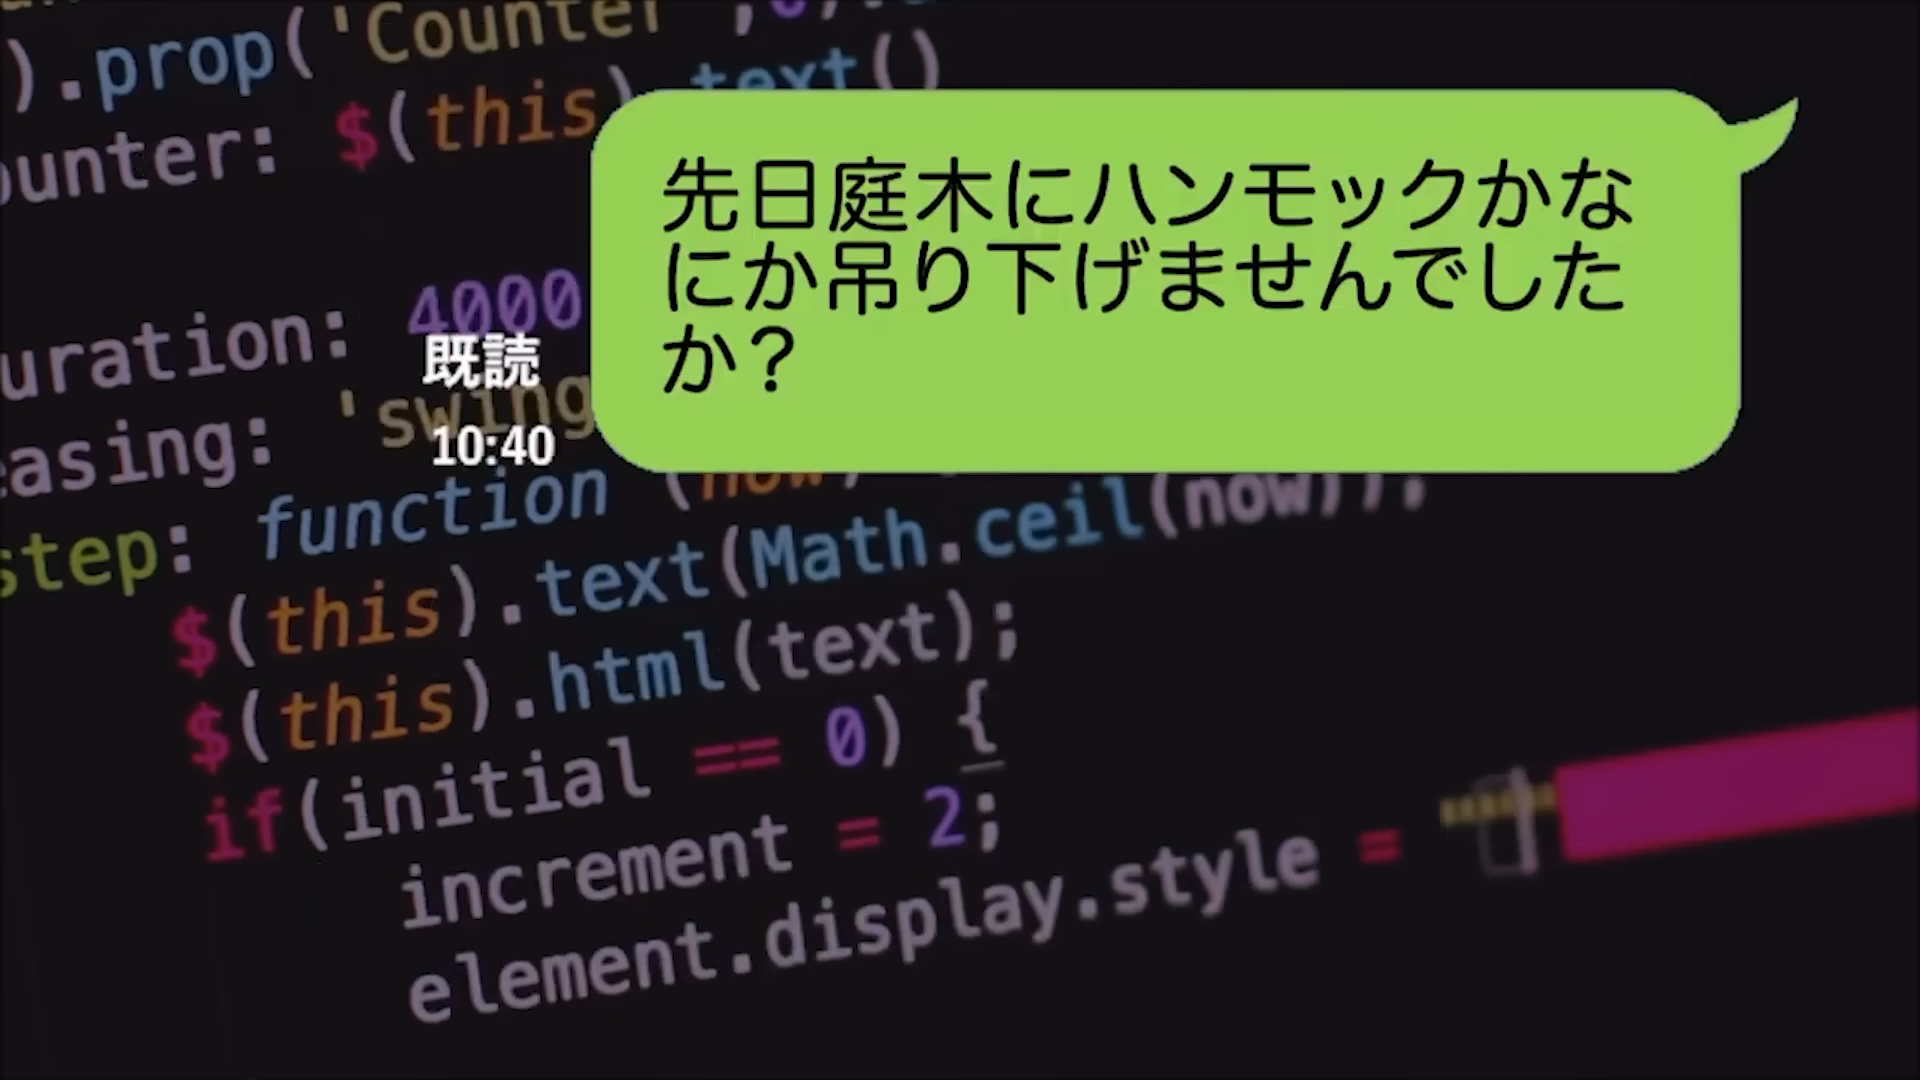 ).prop('Counter',0).
ounter: $(this).text()
先日庭木にハンモックかな
にか吊り下げませんでした
か？
既読
10:40
uration: 4000
easing: 'swing
step: function (now)
$(this).text(Math.ceil(now));
$(this).html(text);
if(initial == 0) {
increment = 2;
element.display.style =